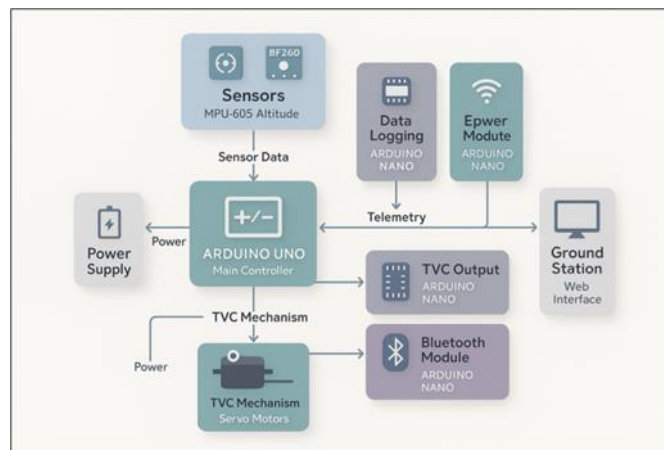 BF260
Sensors
MPU-605 Altitude
Sensor Data
Data
Logging
ARDUINO
NANO
Epwer
Modute
ARDUINO
NANO
Telemetry
Power
Supply
Power
+/−
ARDUINO UNO
Main Controller
Ground
Station
Web
Interface
TVC Output
ARDUINO
NANO
TVC Mechanism
Power
Bluetooth
Module
ARDUINO
NANO
TVC Mechanism
Servo Motors